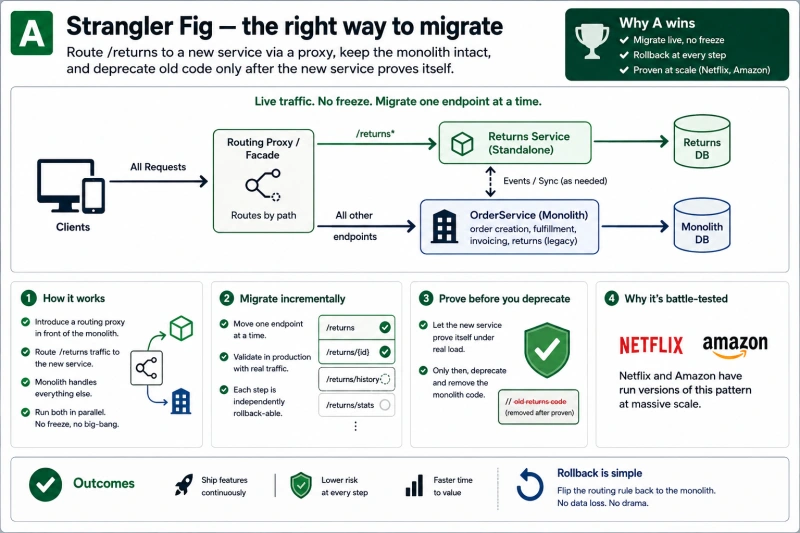 A
Strangler Fig — the right way to migrate
Route /returns to a new service via a proxy, keep the monolith intact,
and deprecate old code only after the new service proves itself.
Why A wins
Migrate live, no freeze
Rollback at every step
Proven at scale (Netflix, Amazon)
Live traffic. No freeze. Migrate one endpoint at a time.
Clients
All Requests
Routing Proxy /
Facade
Routes by path
/returns*
Returns Service
(Standalone)
Returns
DB
Events / Sync (as needed)
All other
endpoints
OrderService (Monolith)
order creation, fulfillment,
invoicing, returns (legacy)
Monolith
DB
1 How it works
Introduce a routing proxy
in front of the monolith.
Route /returns traffic to
the new service.
Monolith handles
everything else.
Run both in parallel.
No freeze, no big-bang.
2 Migrate incrementally
Move one endpoint
at a time.
Validate in production
with real traffic.
Each step is
independently
rollback-able.
/returns
/returns/{id}
/returns/history
/returns/stats
3 Prove before you deprecate
Let the new service
prove itself under
real load.
Only then, deprecate
and remove the
monolith code.
// old returns code
(removed after proven)
4 Why it's battle-tested
NETFLIX
amazon
Netflix and Amazon have
run versions of this pattern
at massive scale.
Outcomes
Ship features
continuously
Lower risk
at every step
Faster time
to value
Rollback is simple
Flip the routing rule back to the monolith.
No data loss. No drama.